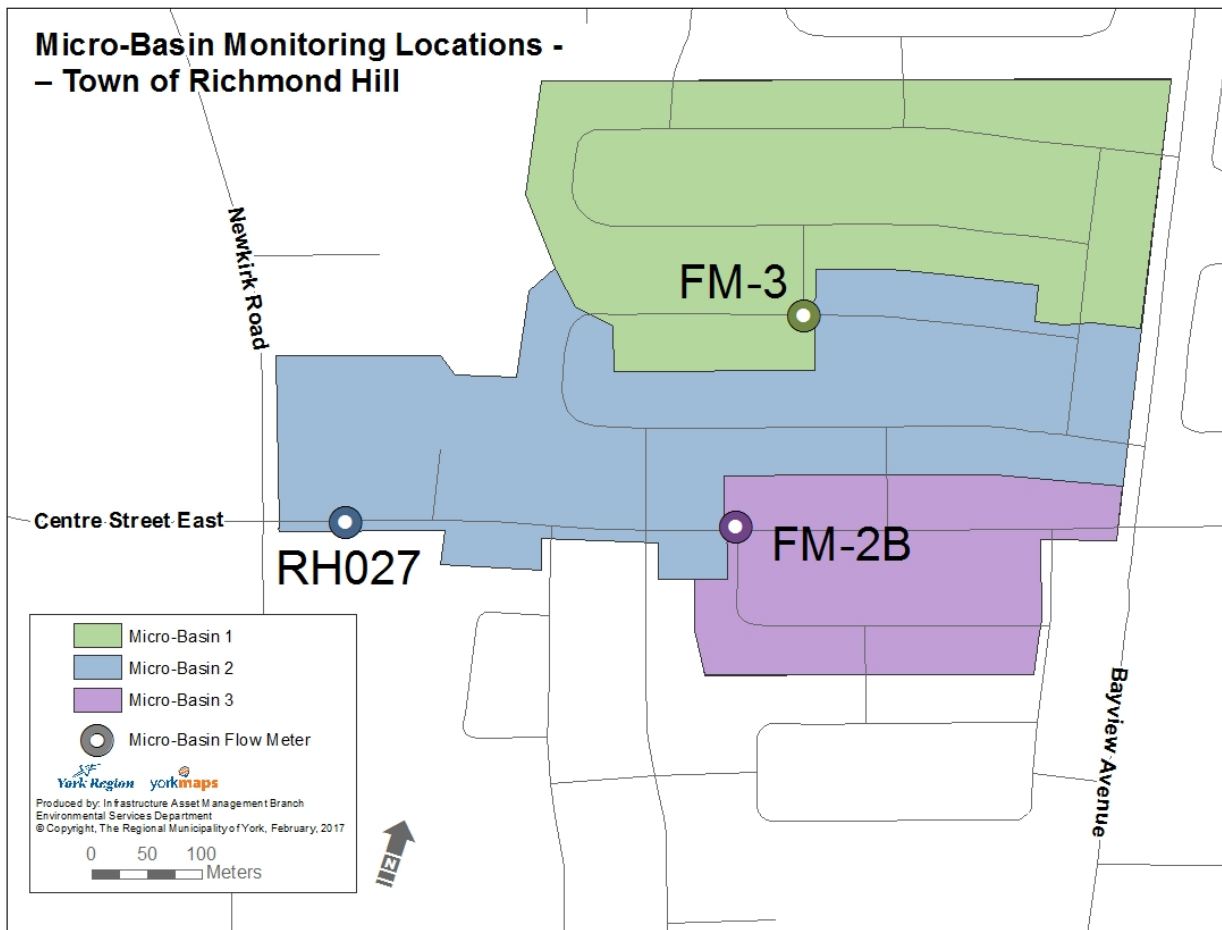 Micro-Basin Monitoring Locations -
– Town of Richmond Hill
Newkirk Road
FM-3
Centre Street East
RH027
FM-2B
Bayview Avenue
Micro-Basin 1
Micro-Basin 2
Micro-Basin 3
Micro-Basin Flow Meter
York Region yorkmaps
Produced by: Infrastructure Asset Management Branch
Environmental Services Department
© Copyright, The Regional Municipality of York, February, 2017
0 50 100
Meters
N